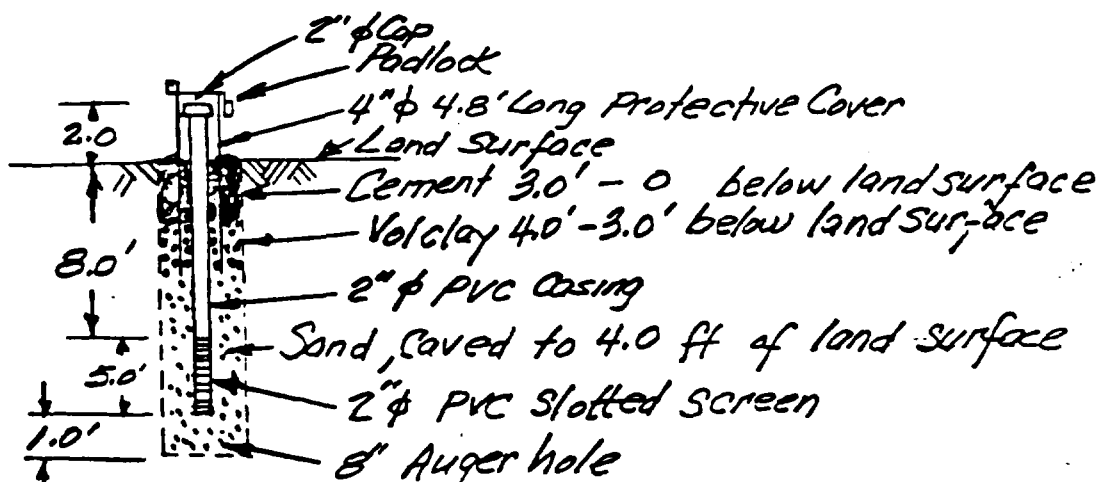 2" φ Cap
Padlock
4" φ 4.8' Long Protective Cover
2.0
Land Surface
Cement 3.0' - 0 below land surface
Volclay 4.0' - 3.0' below land surface
8.0'
2" φ PVC Casing
Sand, Caved to 4.0 ft of land surface
5.0'
2" φ PVC Slotted Screen
1.0'
8" Auger hole